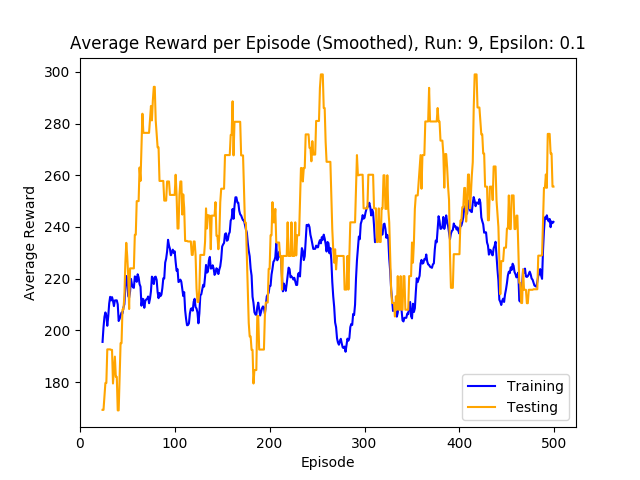 Average Reward per Episode (Smoothed), Run: 9, Epsilon: 0.1
300
280
260
240
220
200
180
Average Reward
0 100 200 300 400 500
Episode
Training
Testing